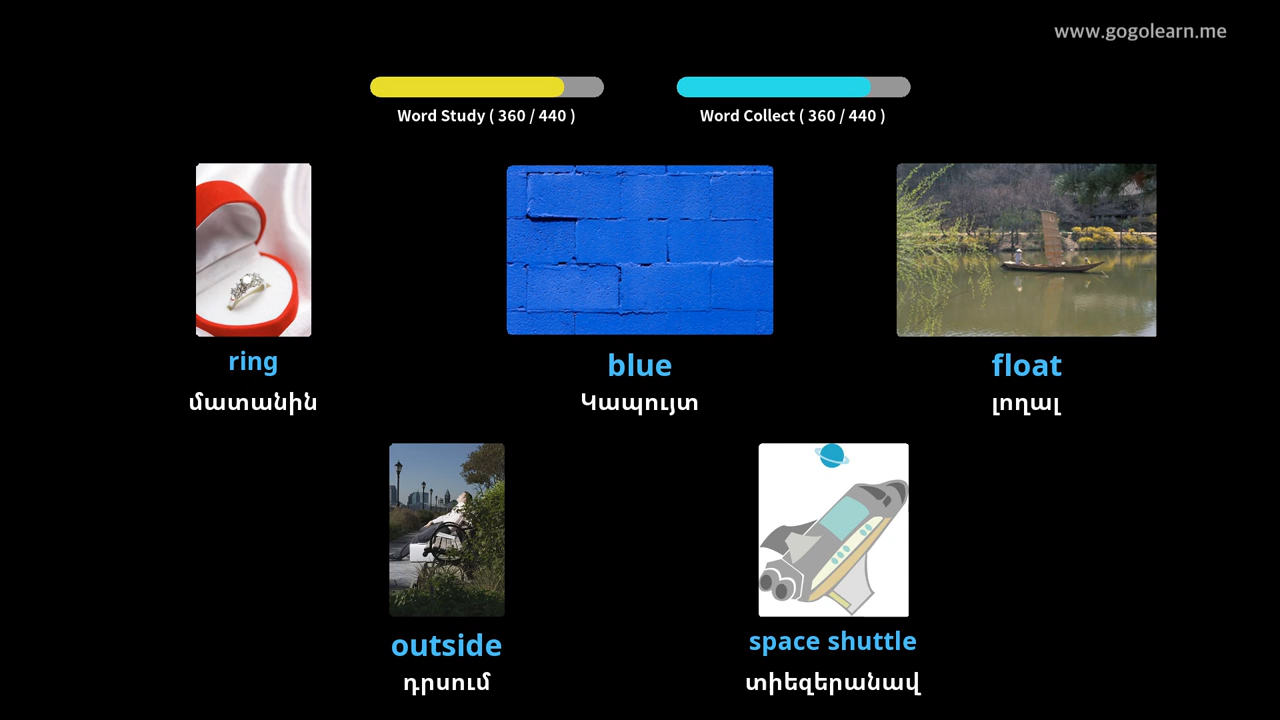 www.gogolearn.me
Word Study ( 360 / 440 )
Word Collect ( 360 / 440 )
ring
մատանին
blue
Կապույտ
float
լողալ
outside
դրսում
space shuttle
տիեզերանավ